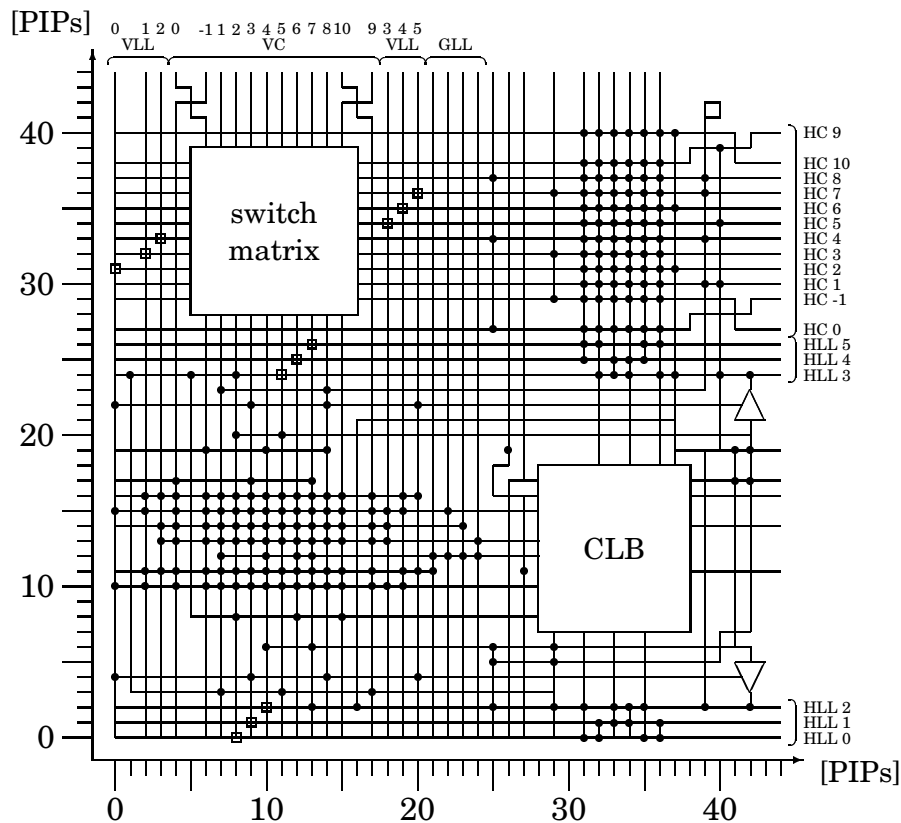 [PIPs]
0 1 2 0 -1 1 2 3 4 5 6 7 8 10 9 3 4 5
VLL VC VLL GLL
40
30
20
10
0
switch
matrix
CLB
HC 9
HC 10
HC 8
HC 7
HC 6
HC 5
HC 4
HC 3
HC 2
HC 1
HC -1
HC 0
HLL 5
HLL 4
HLL 3
HLL 2
HLL 1
HLL 0
[PIPs]
0 10 20 30 40